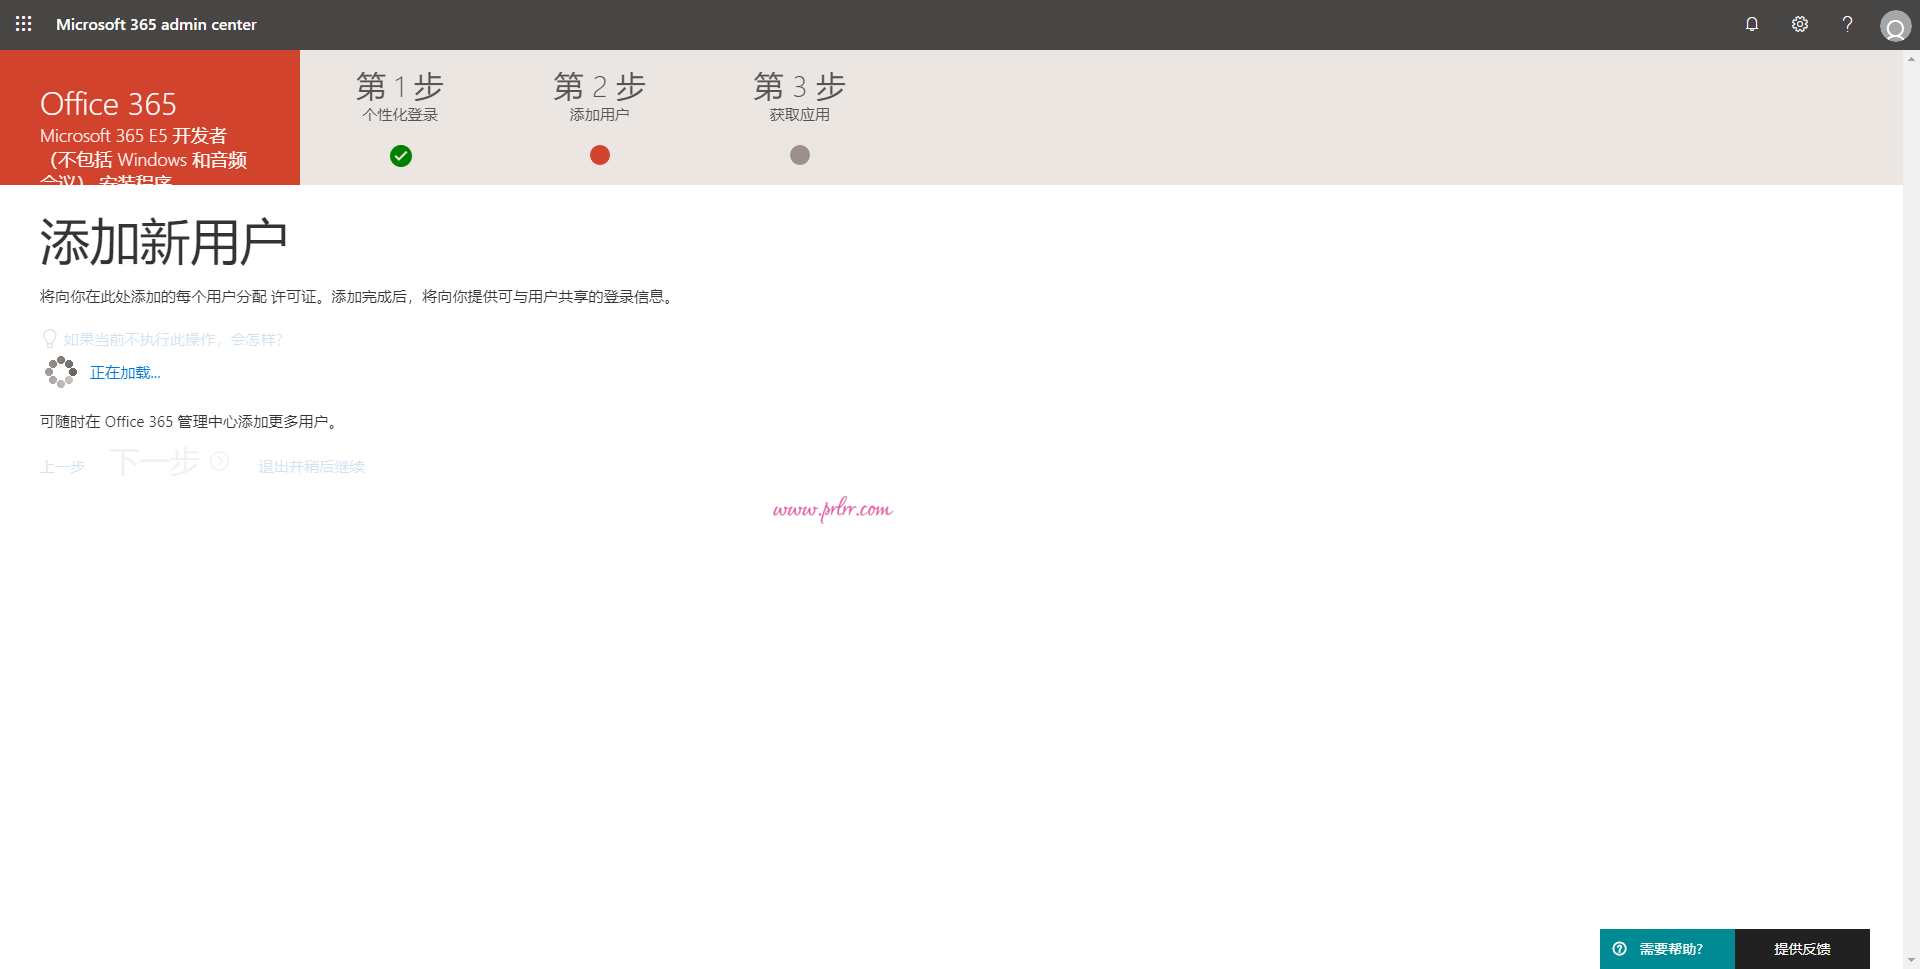 Microsoft 365 admin center
Office 365
Microsoft 365 E5 开发者
（不包括 Windows 和音频
会议） 安装程序
第 1 步
个性化登录
第 2 步
添加用户
第 3 步
获取应用
添加新用户
将向你在此处添加的每个用户分配 许可证。添加完成后，将向你提供可与用户共享的登录信息。
如果当前不执行此操作，会怎样?
正在加载...
可随时在 Office 365 管理中心添加更多用户。
上一步 下一步 退出并稍后继续
www.prlrr.com
需要帮助? 提供反馈